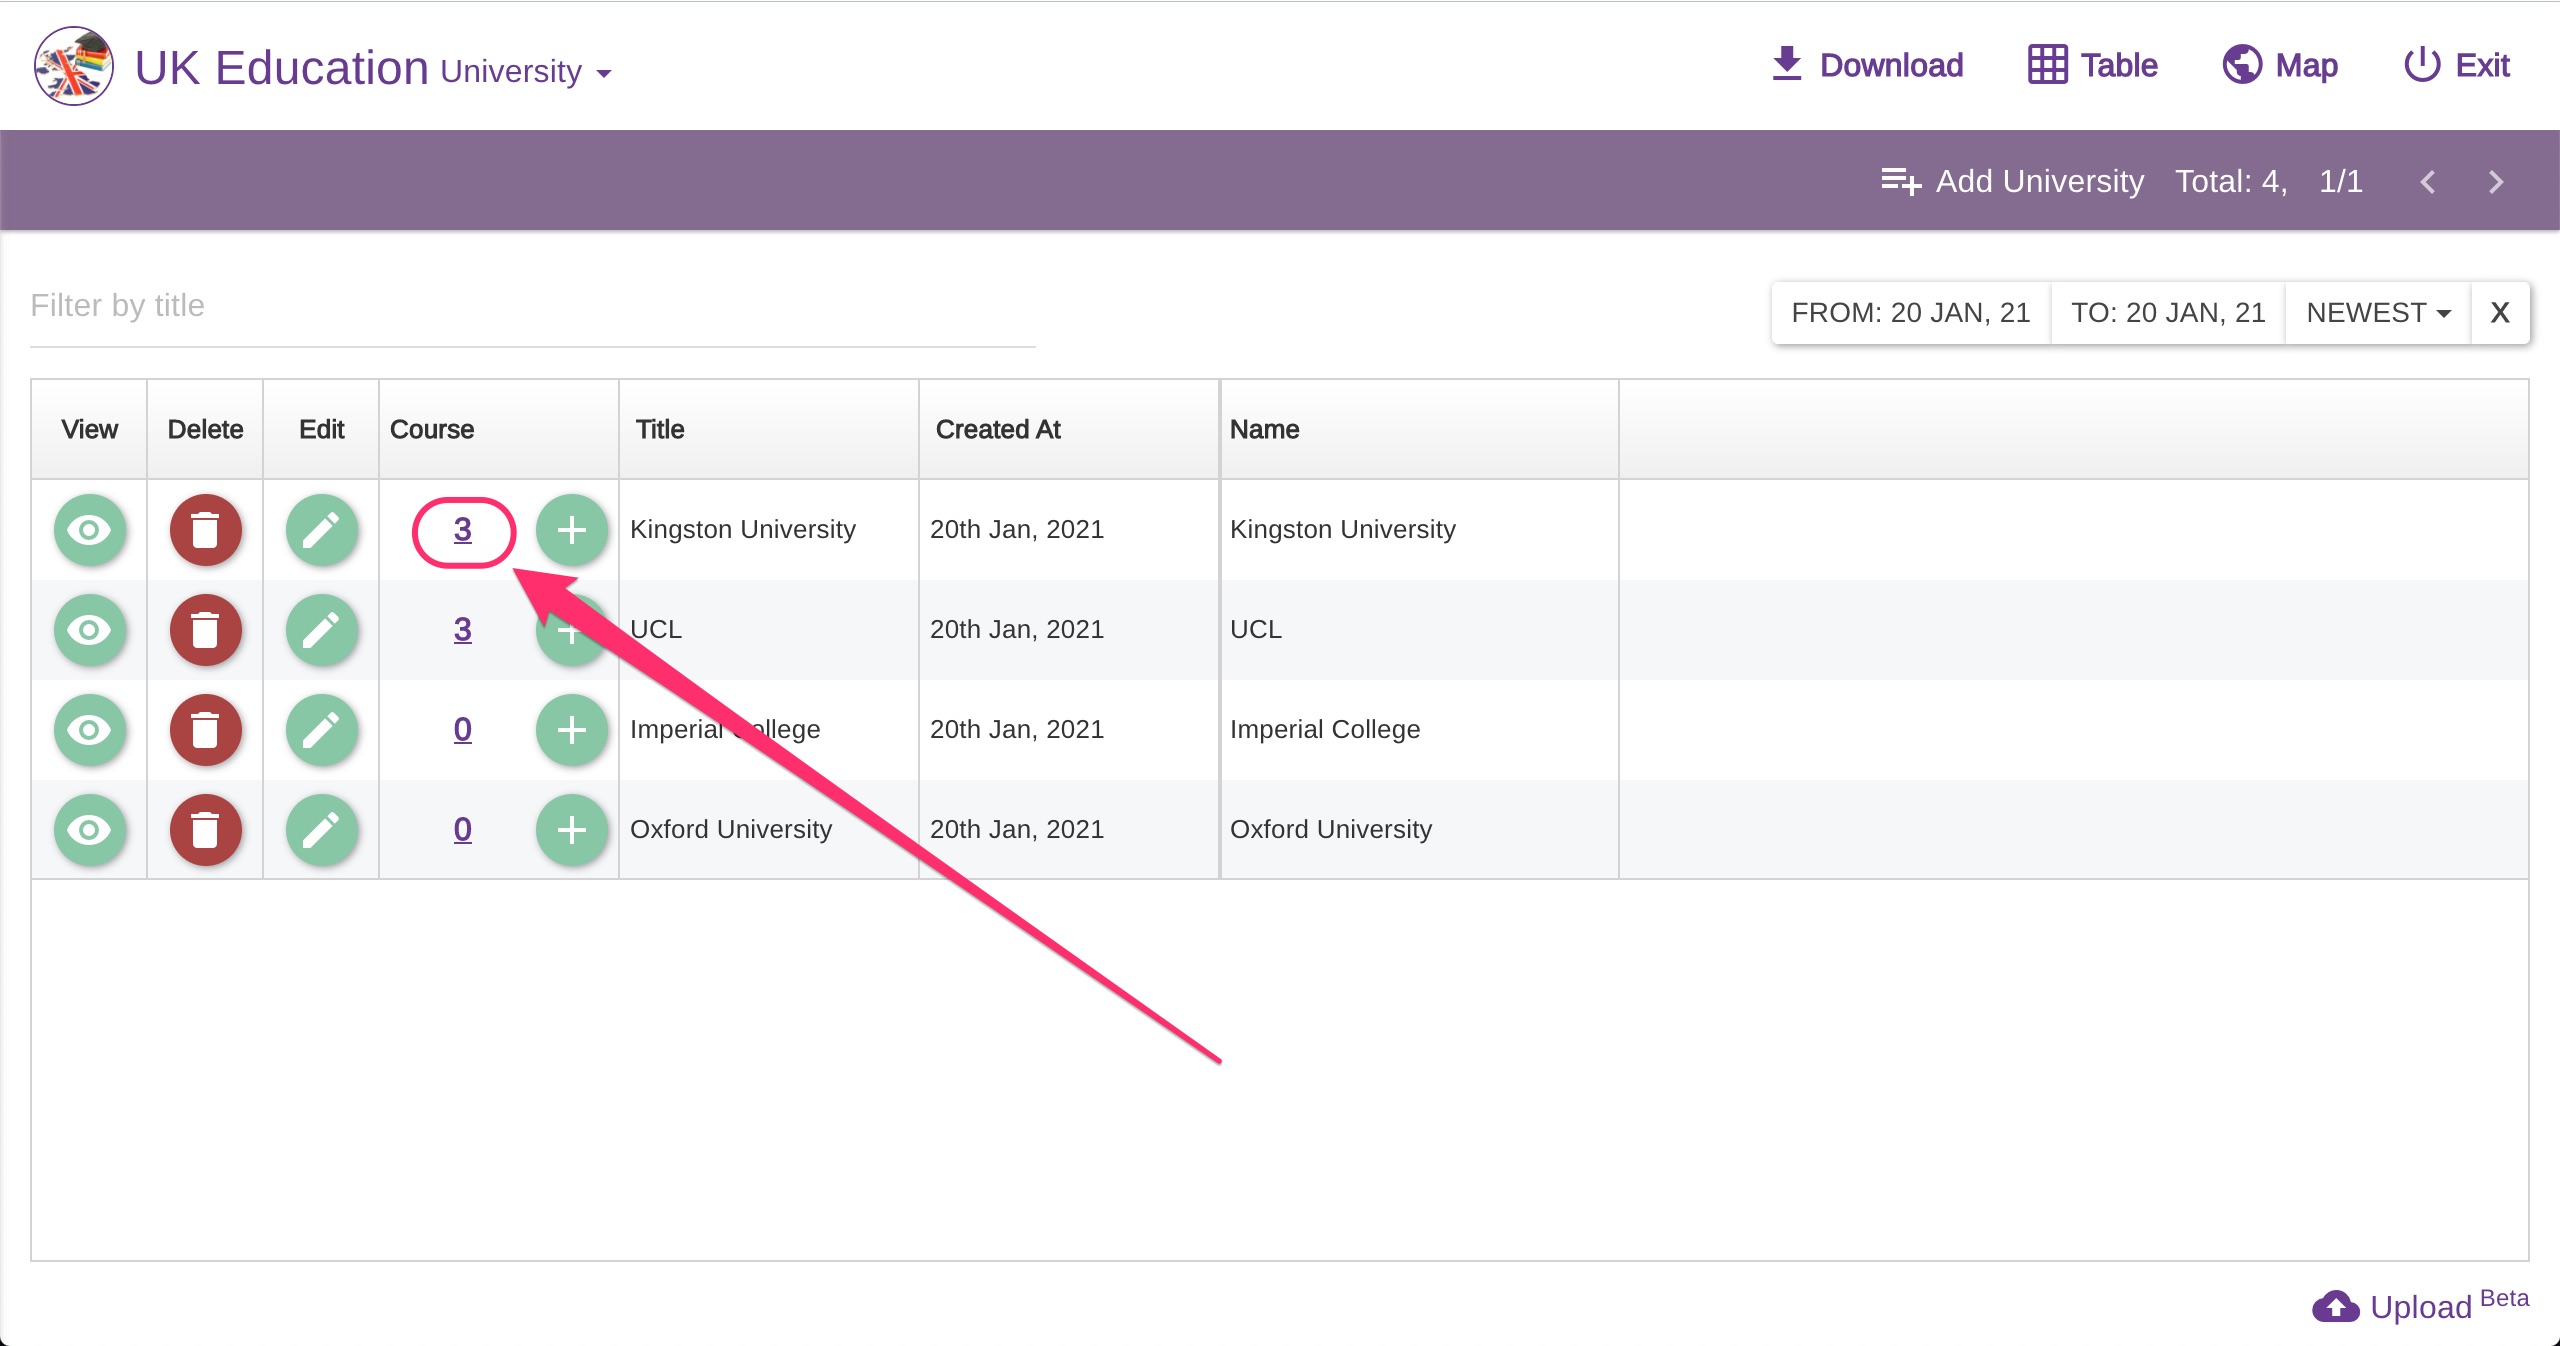 UK Education University
Download Table Map Exit
Add University Total: 4, 1/1
Filter by title
FROM: 20 JAN, 21 TO: 20 JAN, 21 NEWEST X
View Delete Edit Course Title Created At Name
3 Kingston University 20th Jan, 2021 Kingston University
3 UCL 20th Jan, 2021 UCL
0 Imperial College 20th Jan, 2021 Imperial College
0 Oxford University 20th Jan, 2021 Oxford University
Upload Beta